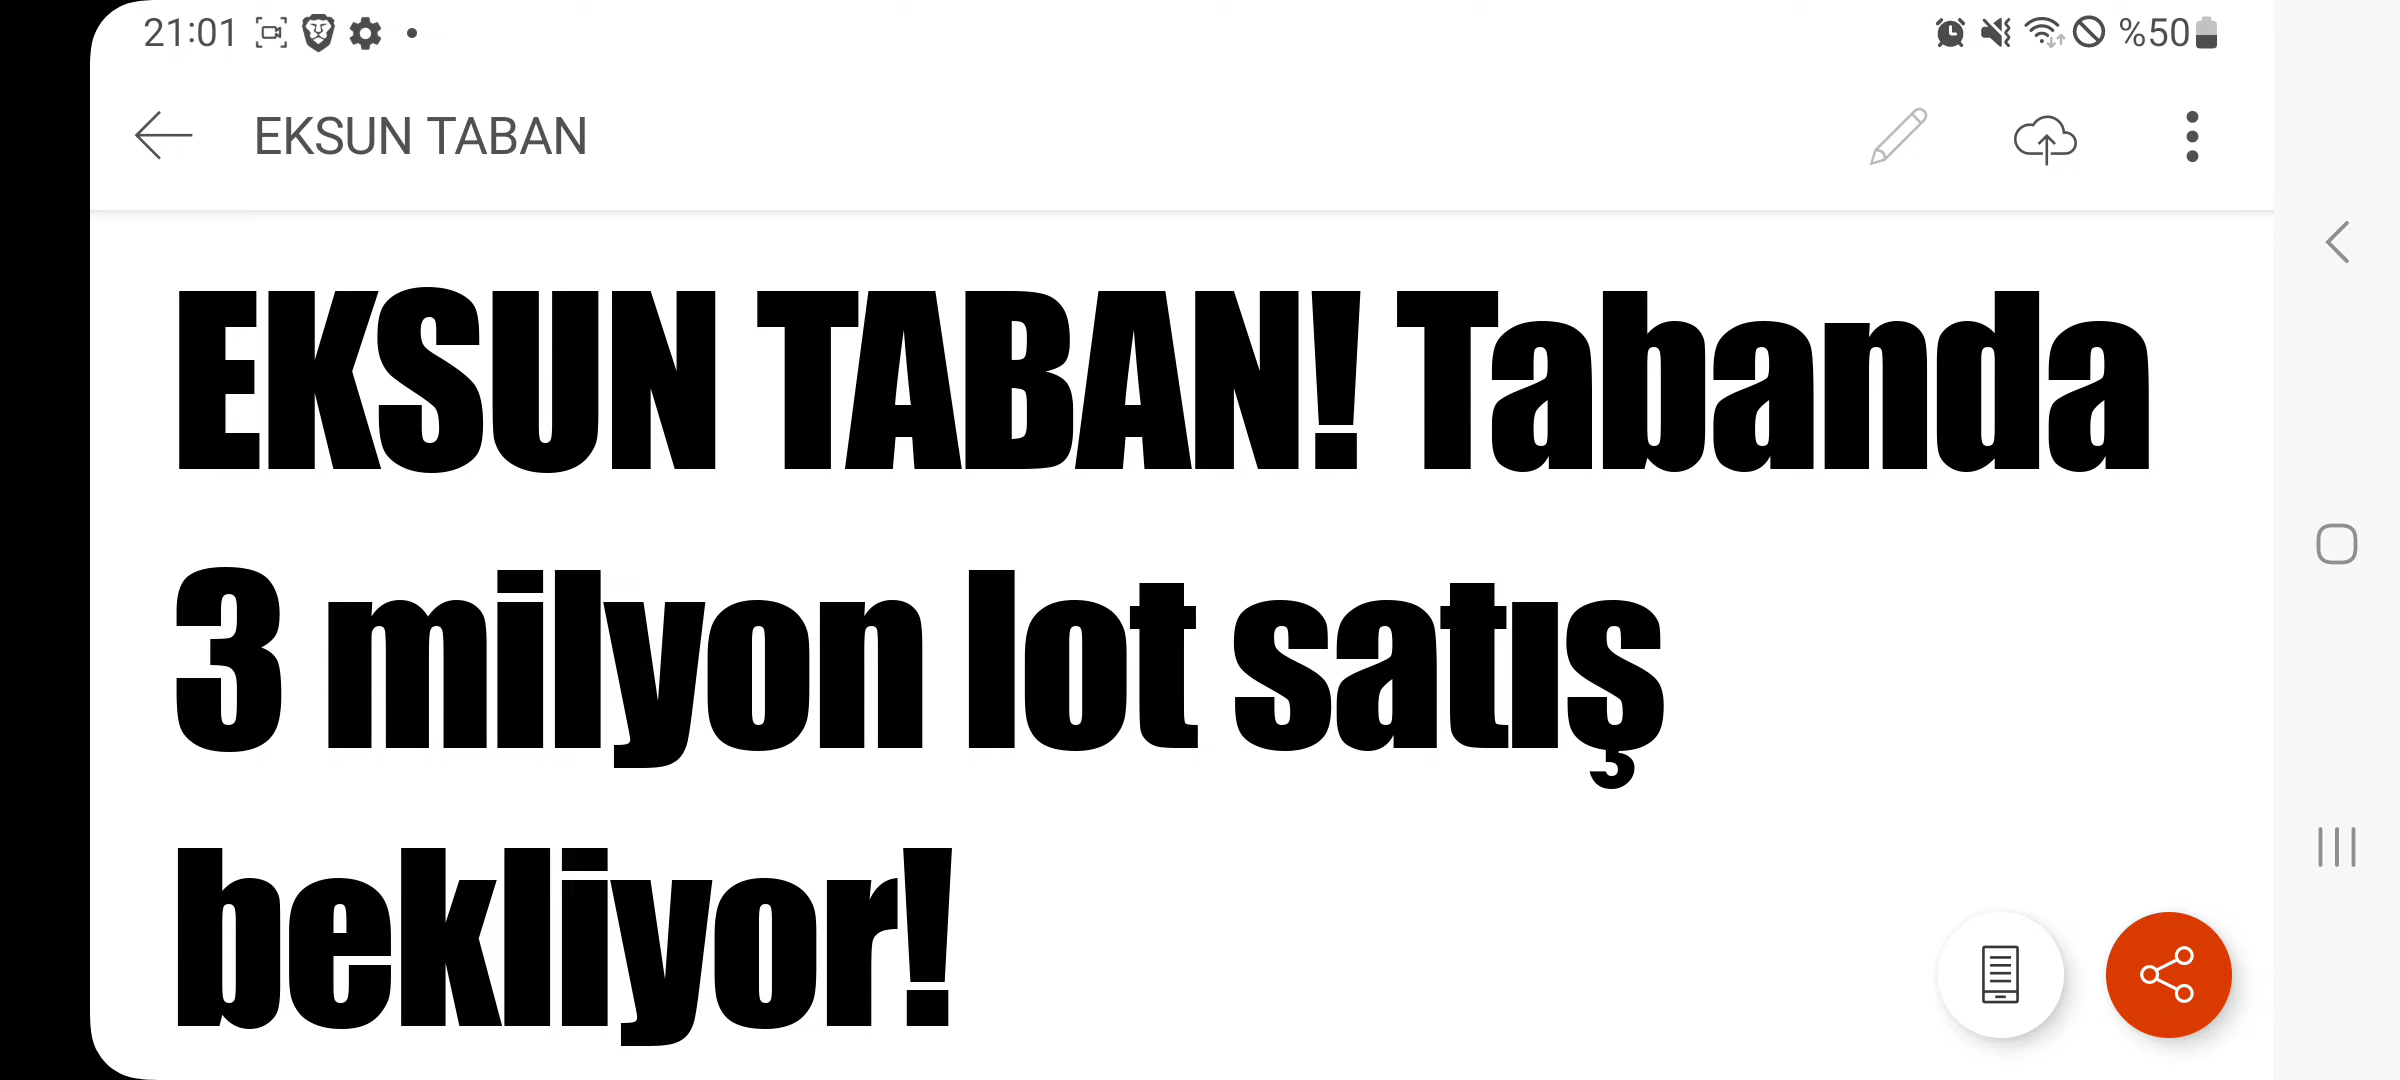 21:01 %50
EKSUN TABAN
EKSUN TABAN! Tabanda
3 milyon lot satış
bekliyor!